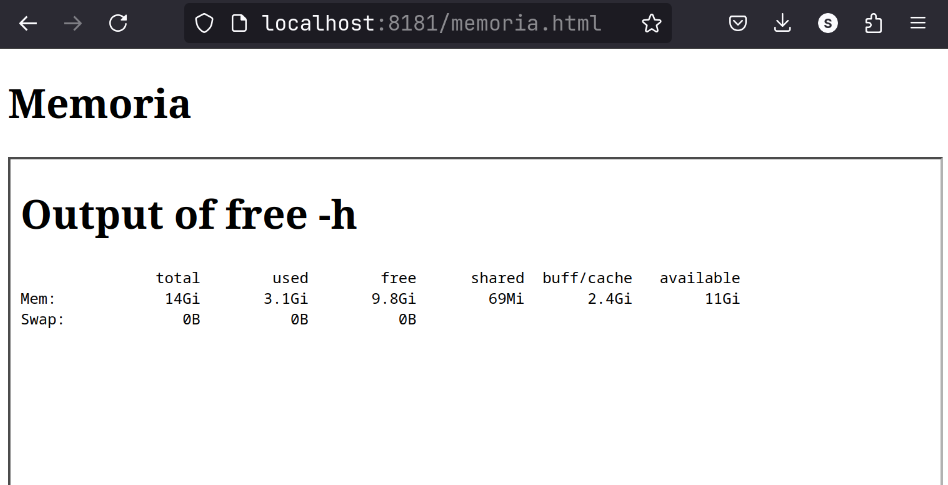 localhost:8181/memoria.html
S
Memoria
Output of free -h
total used free shared buff/cache available
Mem: 14Gi 3.1Gi 9.8Gi 69Mi 2.4Gi 11Gi
Swap: 0B 0B 0B